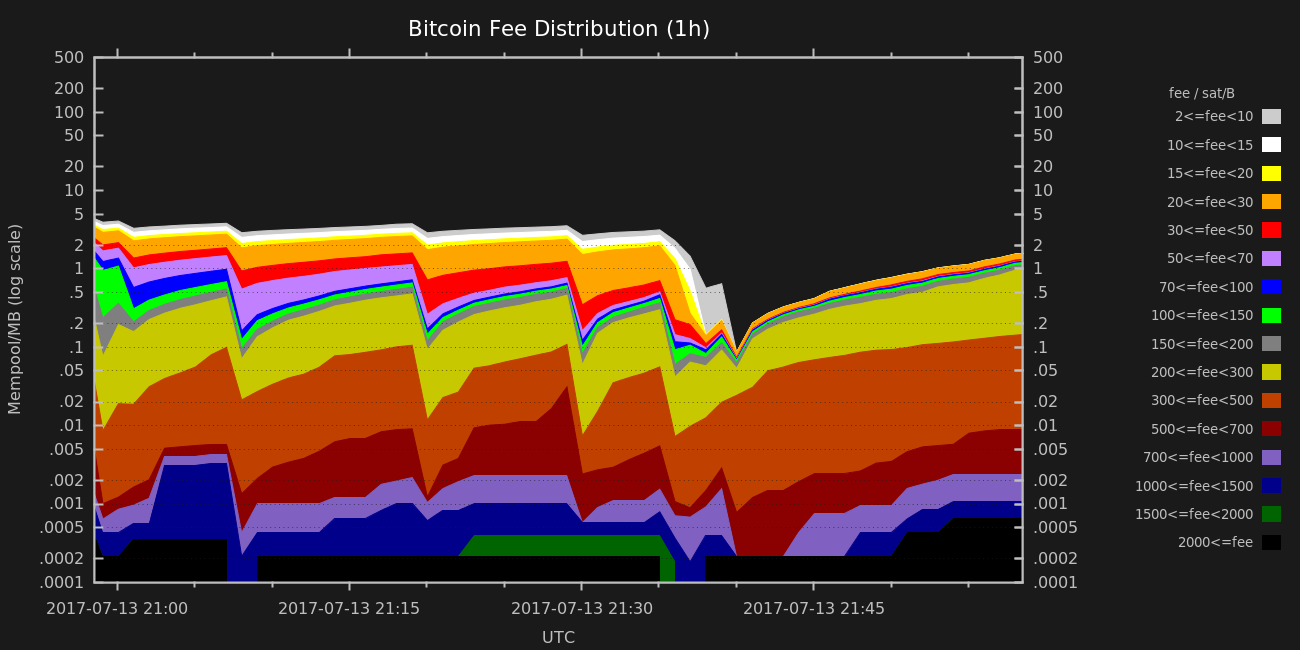 Bitcoin Fee Distribution (1h)
Mempool/MB (log scale)
500
200
100
50
20
10
5
2
1
.5
.2
.1
.05
.02
.01
.005
.002
.001
.0005
.0002
.0001
500
200
100
50
20
10
5
2
1
.5
.2
.1
.05
.02
.01
.005
.002
.001
.0005
.0002
.0001
fee / sat/B
2<=fee<10
10<=fee<15
15<=fee<20
20<=fee<30
30<=fee<50
50<=fee<70
70<=fee<100
100<=fee<150
150<=fee<200
200<=fee<300
300<=fee<500
500<=fee<700
700<=fee<1000
1000<=fee<1500
1500<=fee<2000
2000<=fee
2017-07-13 21:00 2017-07-13 21:15 2017-07-13 21:30 2017-07-13 21:45
UTC